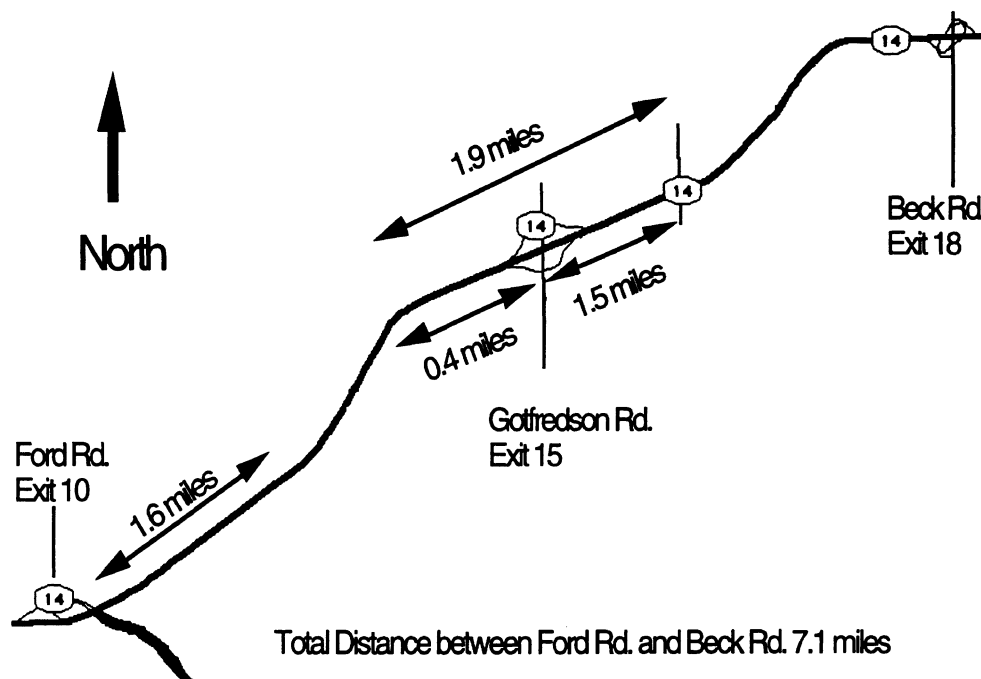 14
1.9 miles
14
Beck Rd.
Exit 18
14
North
1.5 miles
0.4 miles
Gotfredson Rd.
Exit 15
Ford Rd.
Exit 10
1.6 miles
14
Total Distance between Ford Rd. and Beck Rd. 7.1 miles